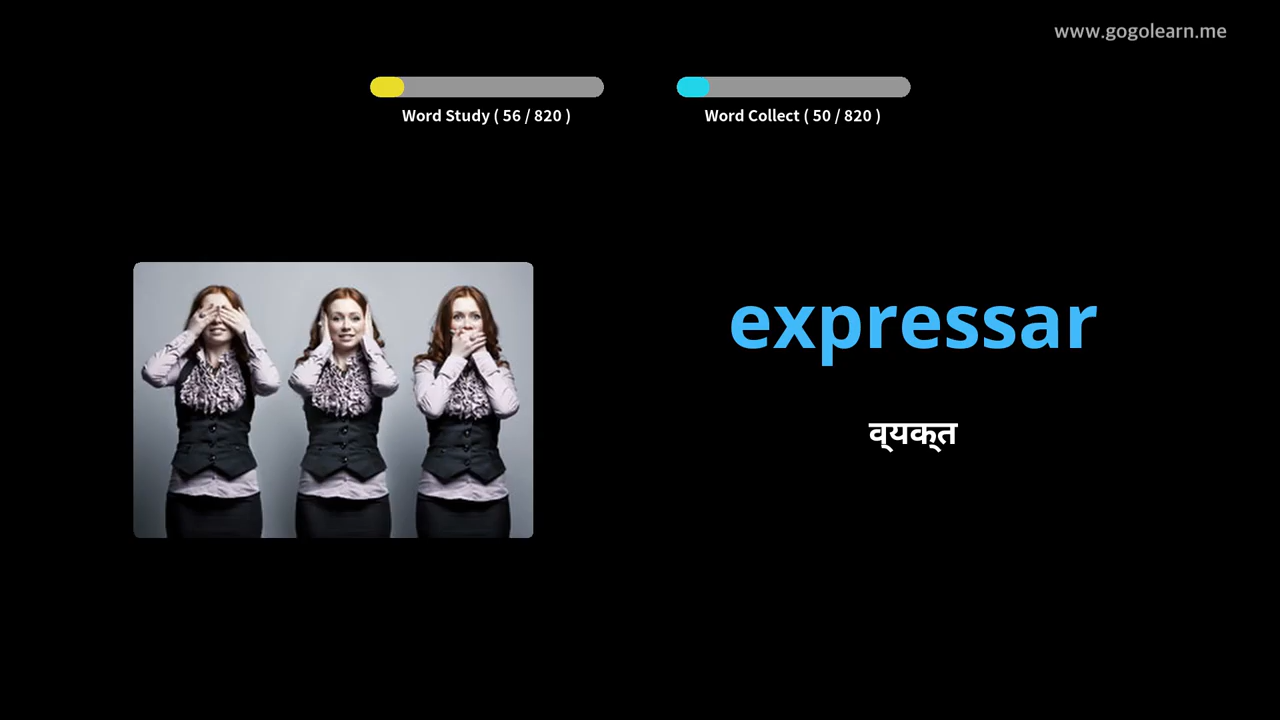 www.gogolearn.me
Word Study ( 56 / 820 )
Word Collect ( 50 / 820 )
expressar
व्यक्त